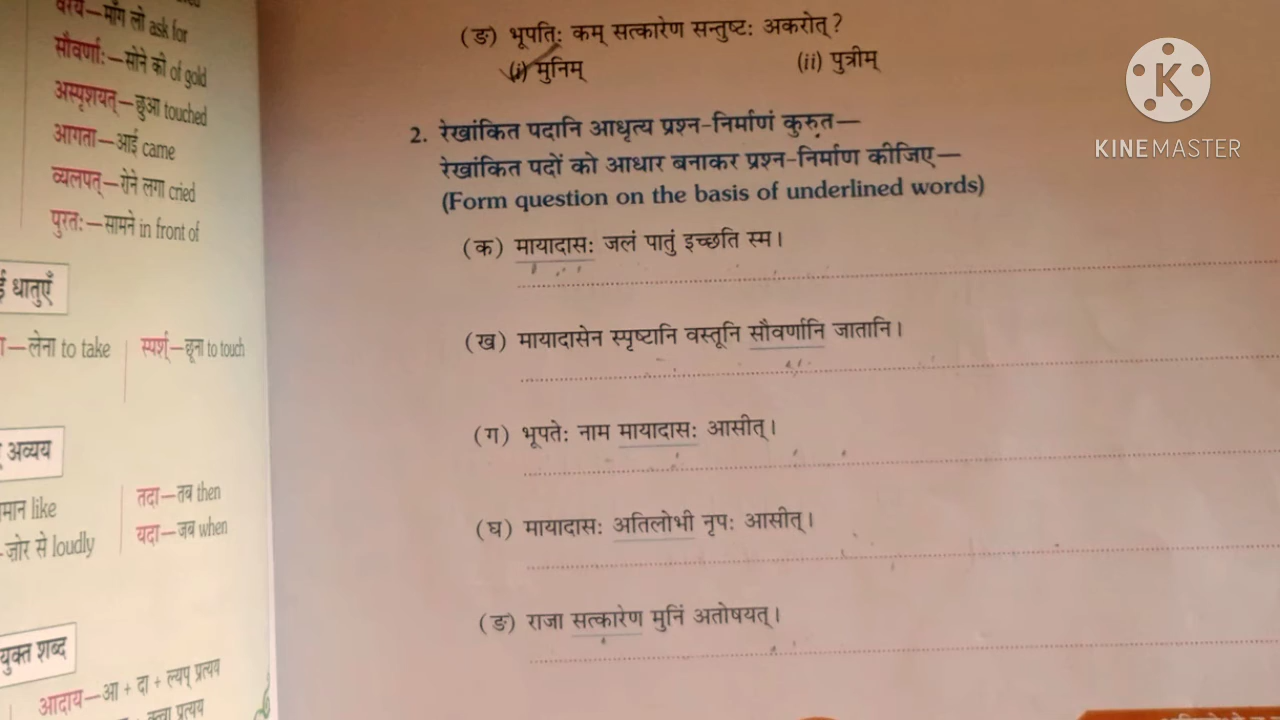 वरय—माँग लो ask for
सौवर्णाः—सोने की of gold
अस्पृशयत्—छुआ touched
आगता—आई came
व्यलपत्—रोने लगा cried
पुरतः—सामने in front of
धातुएँ
—लेना to take
स्पर्श्—छूना to touch
अव्यय
like
तदा—तब then
—ज़ोर से loudly
यदा—जब when
युक्त शब्द
आदाय—आ + दा + ल्यप् प्रत्यय
प्रत्यय
(ङ) भूपतिः कम् सत्कारेण सन्तुष्टः अकरोत्?
(i) मुनिम्
(ii) पुत्रीम्
2. रेखांकित पदानि आधृत्य प्रश्न-निर्माणं कुरुत—
रेखांकित पदों को आधार बनाकर प्रश्न-निर्माण कीजिए—
(Form question on the basis of underlined words)
(क) मायादासः जलं पातुं इच्छति स्म।
(ख) मायादासेन स्पृष्टानि वस्तूनि सौवर्णानि जातानि।
(ग) भूपतेः नाम मायादासः आसीत्।
(घ) मायादासः अतिलोभी नृपः आसीत्।
(ङ) राजा सत्कारेण मुनिं अतोषयत्।
K
KINEMASTER